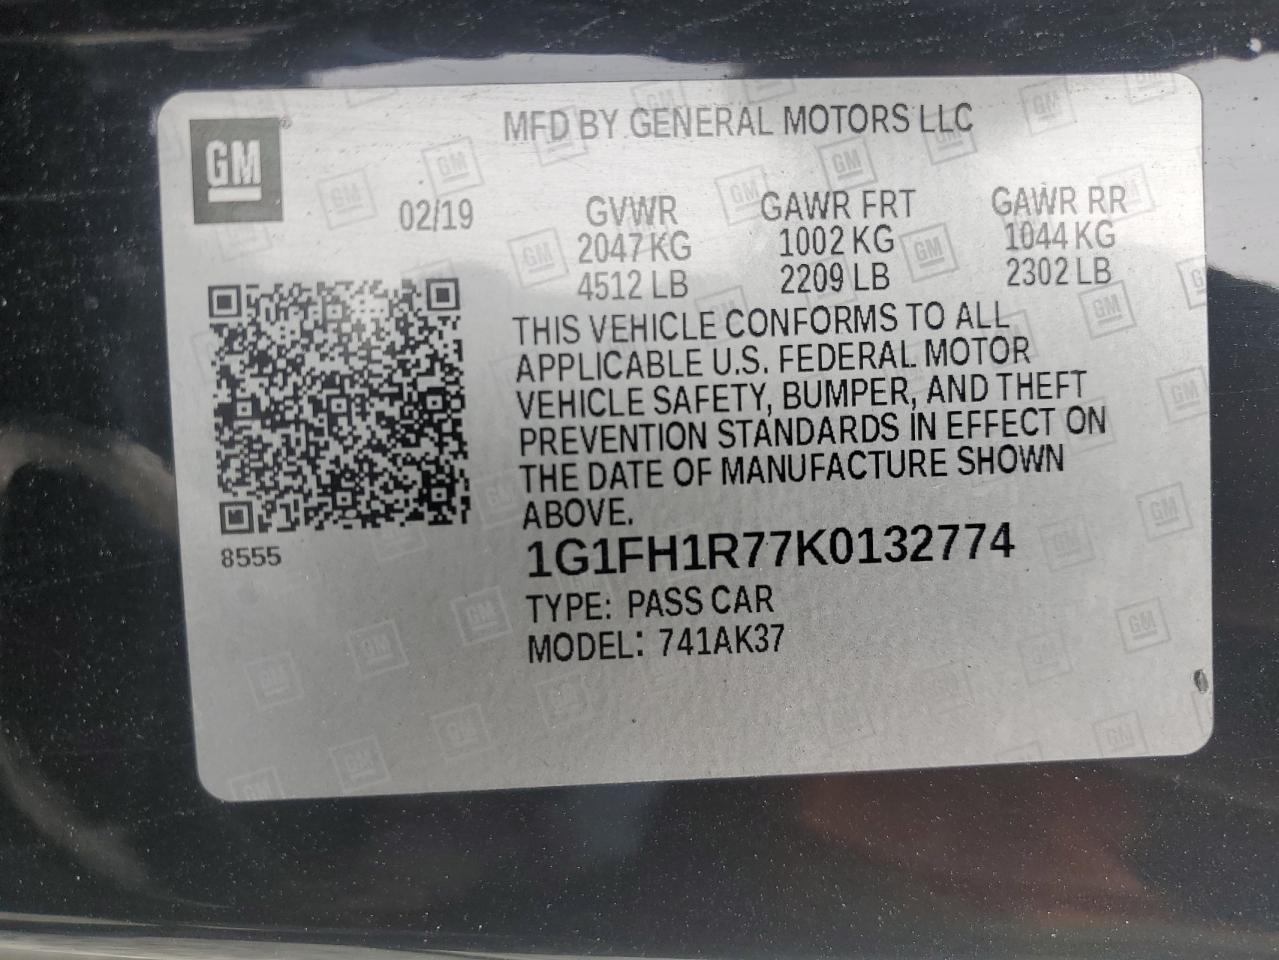 MFD BY GENERAL MOTORS LLC
GM
02/19
GVWR GAWR FRT GAWR RR
2047 KG 1002 KG 1044 KG
4512 LB 2209 LB 2302 LB
THIS VEHICLE CONFORMS TO ALL
APPLICABLE U.S. FEDERAL MOTOR
VEHICLE SAFETY, BUMPER, AND THEFT
PREVENTION STANDARDS IN EFFECT ON
THE DATE OF MANUFACTURE SHOWN
ABOVE.
8555
1G1FH1R77K0132774
TYPE: PASS CAR
MODEL: 741AK37